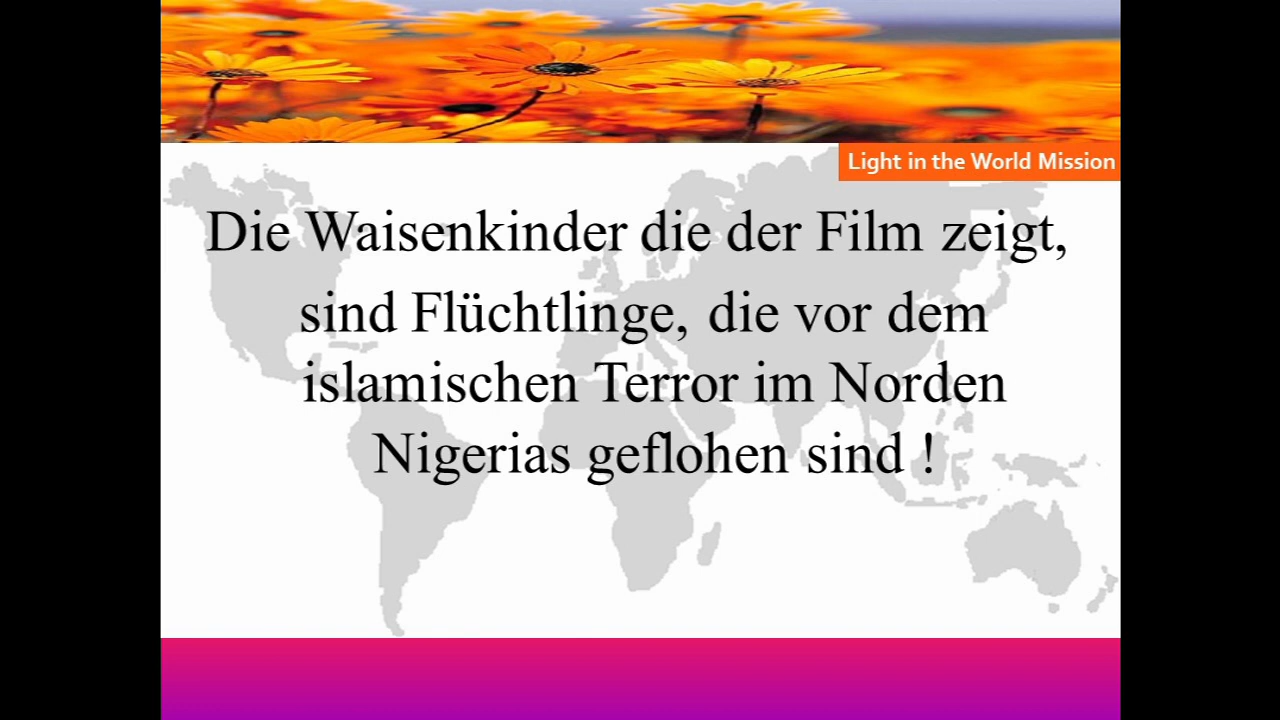 Light in the World Mission
Die Waisenkinder die der Film zeigt,
sind Flüchtlinge, die vor dem
islamischen Terror im Norden
Nigerias geflohen sind !